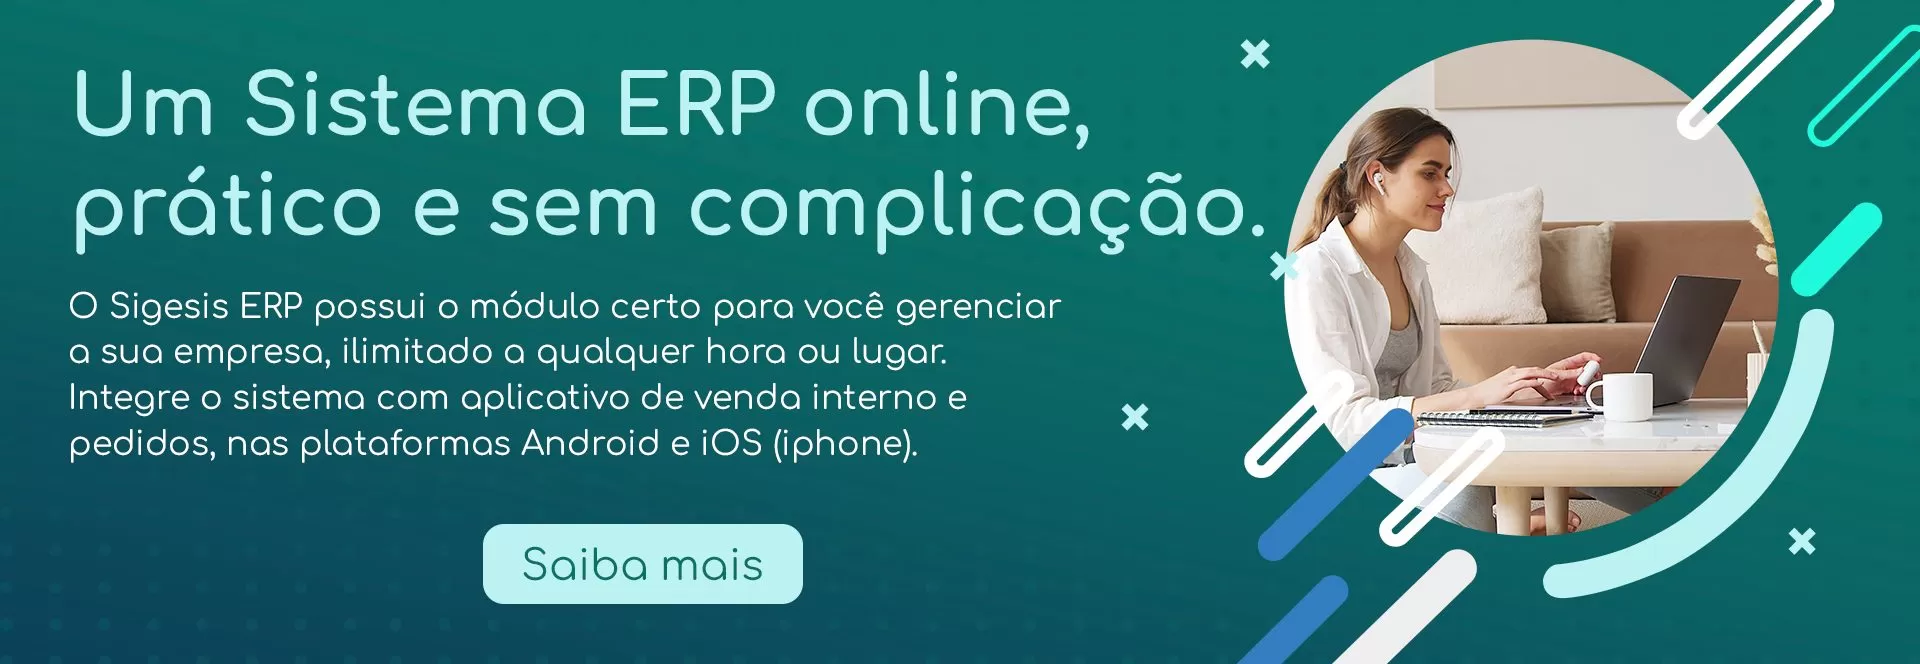 Um Sistema ERP online,
prático e sem complicação.
O Sigesis ERP possui o módulo certo para você gerenciar
a sua empresa, ilimitado a qualquer hora ou lugar.
Integre o sistema com aplicativo de venda interno e
pedidos, nas plataformas Android e iOS (iphone).
Saiba mais